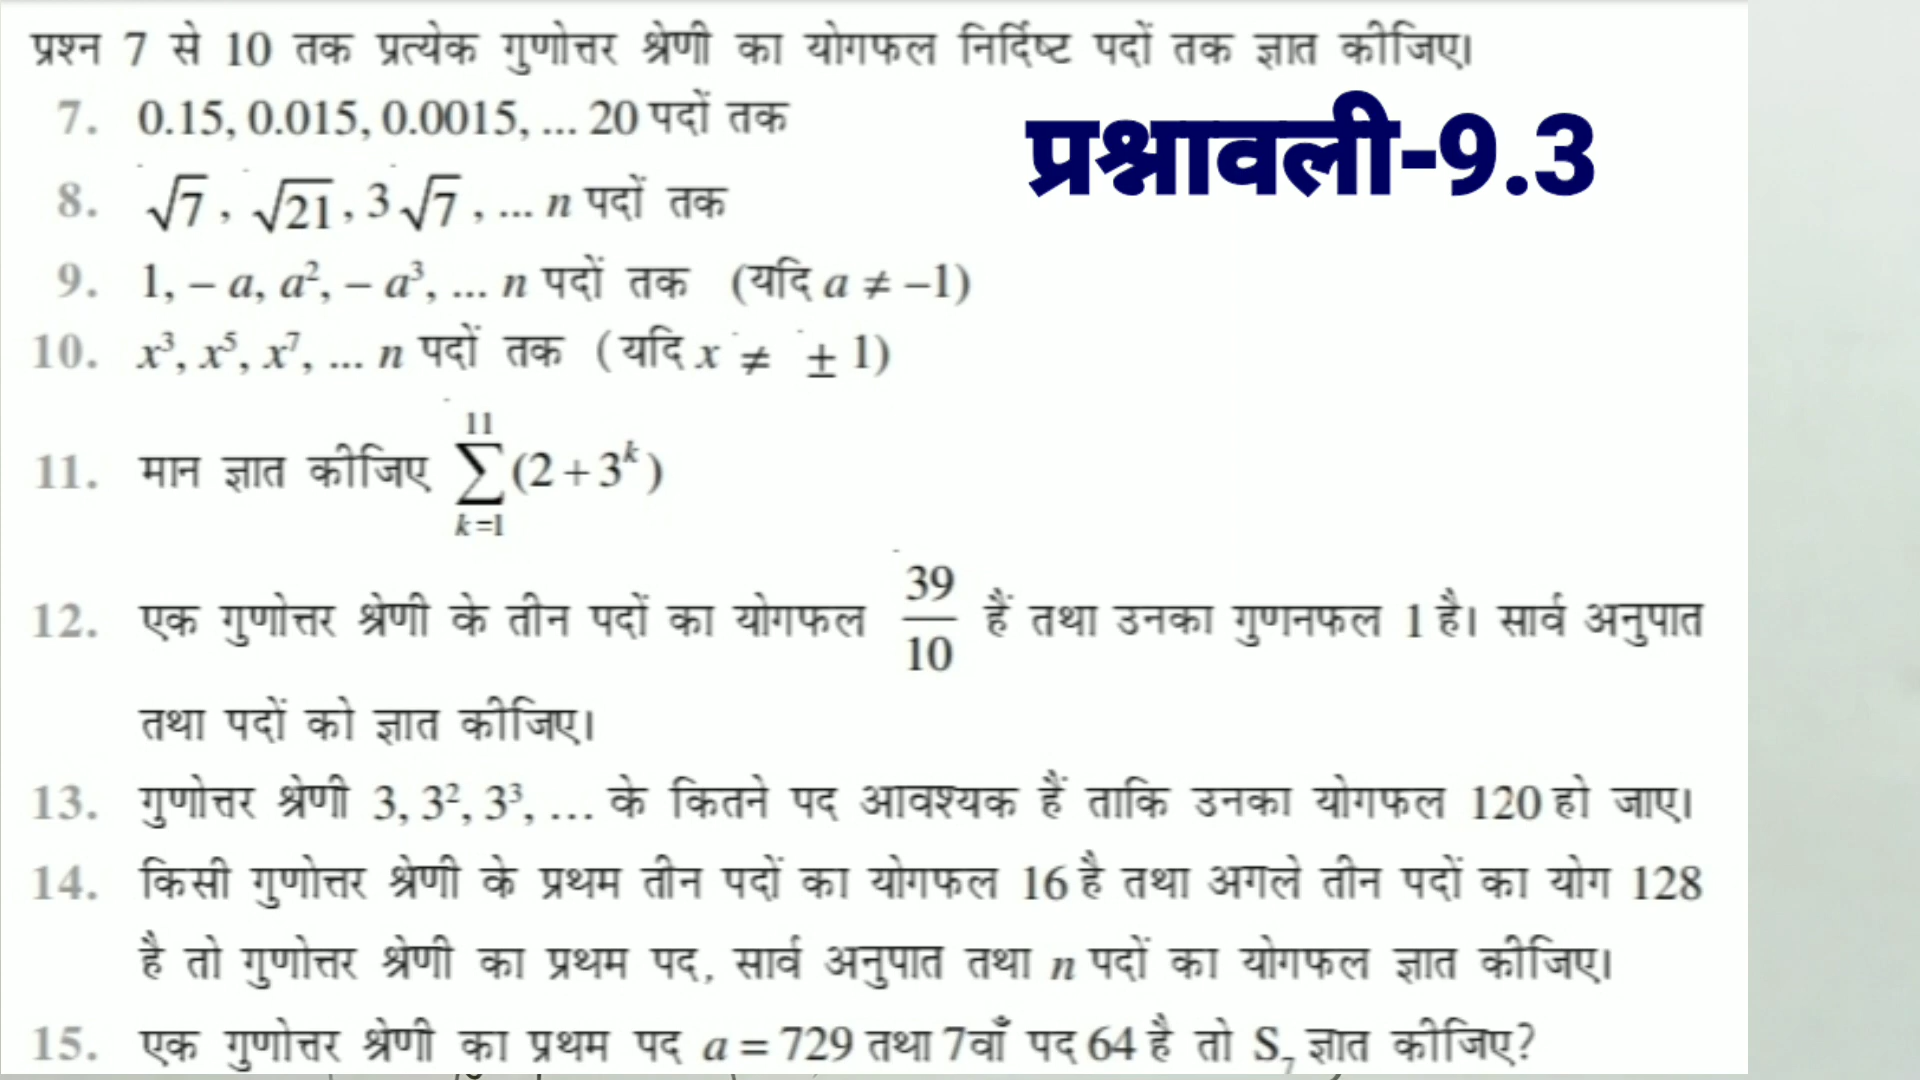 प्रश्न 7 से 10 तक प्रत्येक गुणोत्तर श्रेणी का योगफल निर्दिष्ट पदों तक ज्ञात कीजिए।
7. 0.15, 0.015, 0.0015, ... 20 पदों तक
प्रश्नावली-9.3
8. √7, √21, 3√7, ... n पदों तक
9. 1, – a, a², – a³, ... n पदों तक (यदि a ≠ –1)
10. x³, x⁵, x⁷, ... n पदों तक (यदि x ≠ ± 1)
11. मान ज्ञात कीजिए ∑_{k=1}^{11} (2 + 3^k)
12. एक गुणोत्तर श्रेणी के तीन पदों का योगफल 39/10 हैं तथा उनका गुणनफल 1 है। सार्व अनुपात
तथा पदों को ज्ञात कीजिए।
13. गुणोत्तर श्रेणी 3, 3², 3³, ... के कितने पद आवश्यक हैं ताकि उनका योगफल 120 हो जाए।
14. किसी गुणोत्तर श्रेणी के प्रथम तीन पदों का योगफल 16 है तथा अगले तीन पदों का योग 128
है तो गुणोत्तर श्रेणी का प्रथम पद, सार्व अनुपात तथा n पदों का योगफल ज्ञात कीजिए।
15. एक गुणोत्तर श्रेणी का प्रथम पद a = 729 तथा 7वाँ पद 64 है तो S₇ ज्ञात कीजिए?